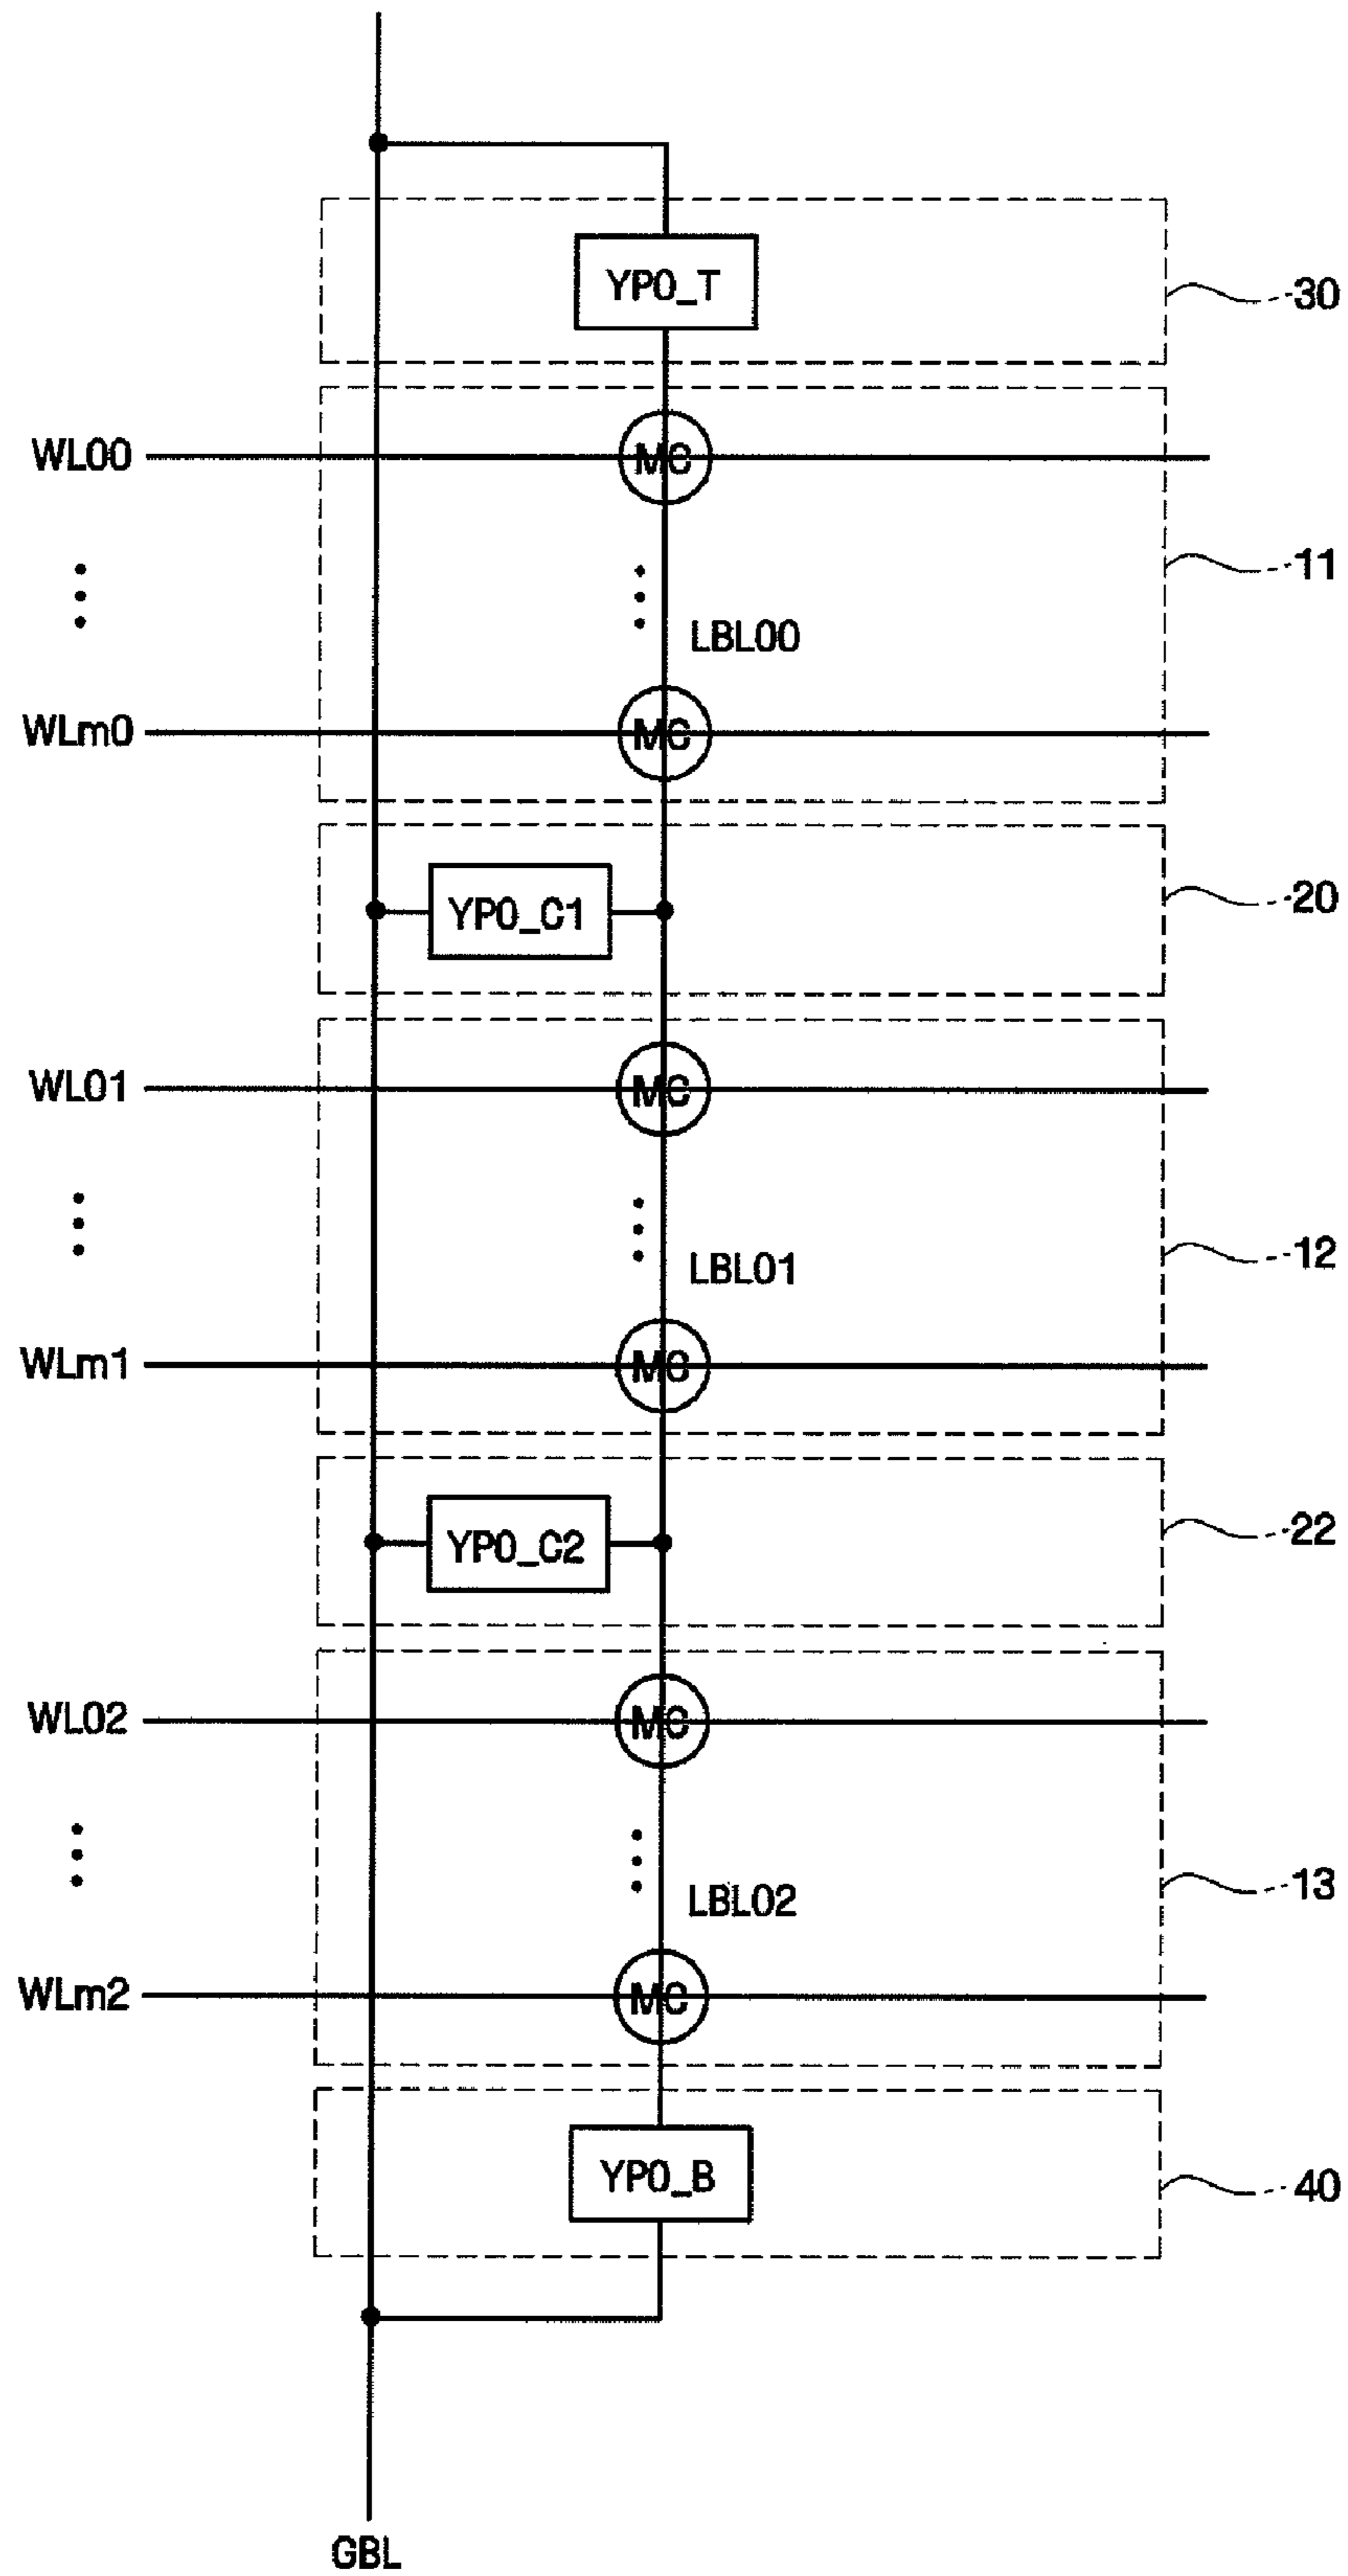 YP0_T
30
WL00
MC
11
LBL00
WLm0
MC
YP0_C1
20
WL01
MC
12
LBL01
WLm1
MC
YP0_C2
22
WL02
MC
13
LBL02
WLm2
MC
YP0_B
40
GBL